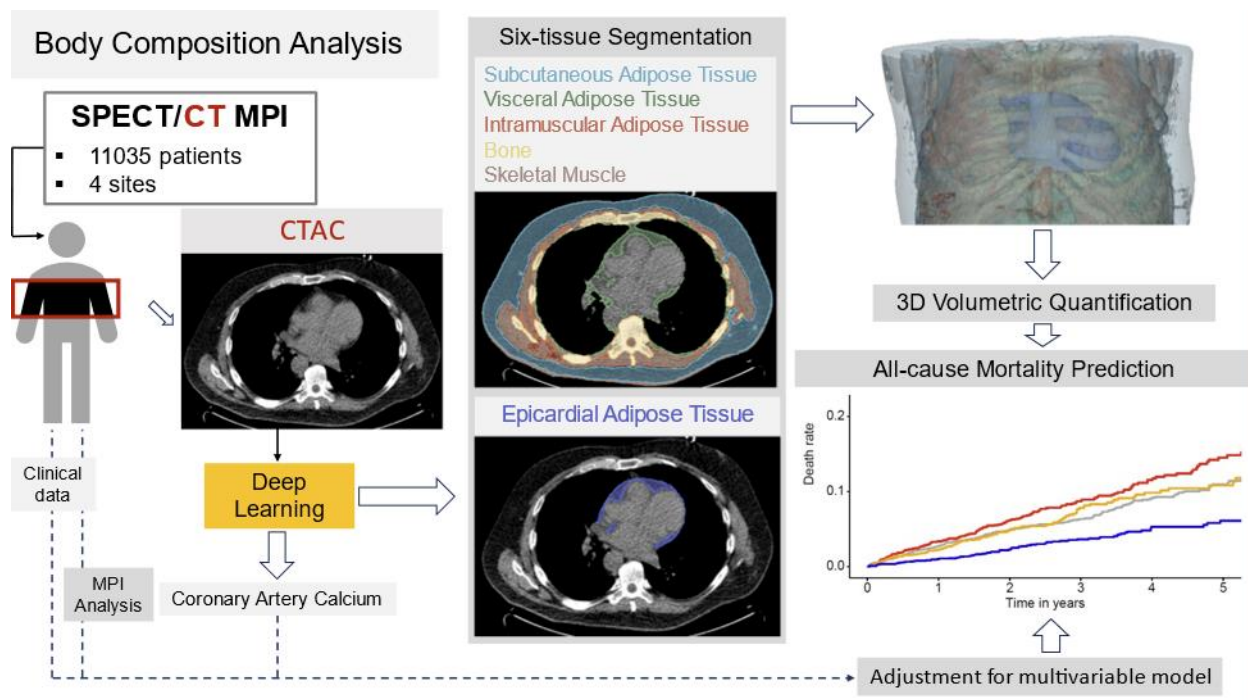 Body Composition Analysis
SPECT/CT MPI
▪ 11035 patients
▪ 4 sites
CTAC
Clinical
data
Deep
Learning
MPI
Analysis
Coronary Artery Calcium
Six-tissue Segmentation
Subcutaneous Adipose Tissue
Visceral Adipose Tissue
Intramuscular Adipose Tissue
Bone
Skeletal Muscle
Epicardial Adipose Tissue
3D Volumetric Quantification
All-cause Mortality Prediction
Death rate
0.2
0.1
0.0
0 1 2 3 4 5
Time in years
Adjustment for multivariable model